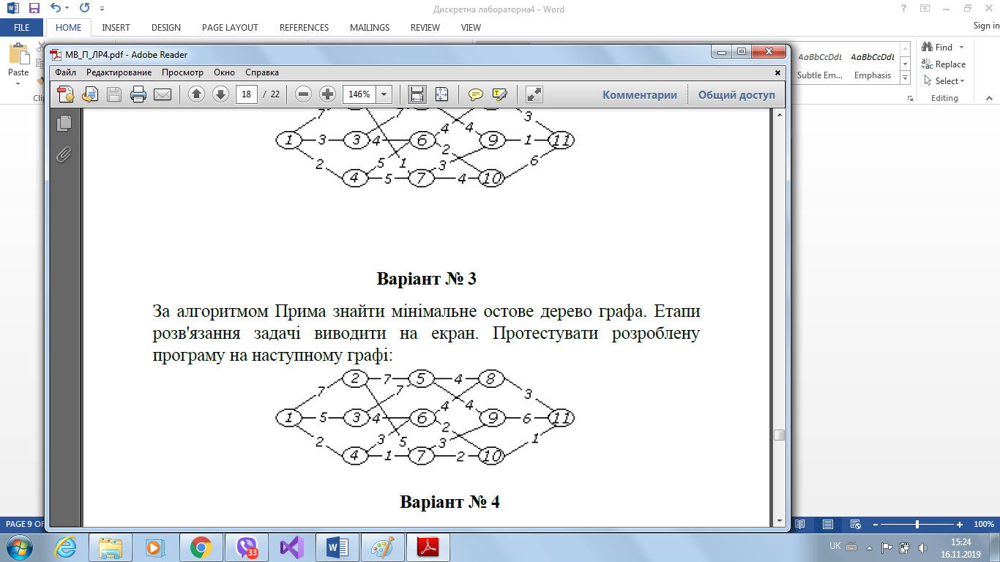 Дискретна лабораторна4 - Word
Sign in
FILE HOME INSERT DESIGN PAGE LAYOUT REFERENCES MAILINGS REVIEW VIEW
Paste
МВ_П_ЛР4.pdf - Adobe Reader
Файл Редактирование Просмотр Окно Справка
18 / 22
146%
Комментарии Общий доступ
AaBbCcDdI AaBbCcDdI
Subtle Em... Emphasis
Find
Replace
Select
Editing
7 7 3
1 3 3 4 6 4 4 9 1 11
2 5 1 2 3 6
4 5 7 4 10
Варіант № 3
За алгоритмом Прима знайти мінімальне остове дерево графа. Етапи
розв'язання задачі виводити на екран. Протестувати розроблену
програму на наступному графі:
2 7 5 4 8
7 7 3
1 5 3 4 6 4 4 9 6 11
2 3 5 2 3 1
4 1 7 2 10
Варіант № 4
PAGE 9 OF
100%
33
UK
15:24
16.11.2019